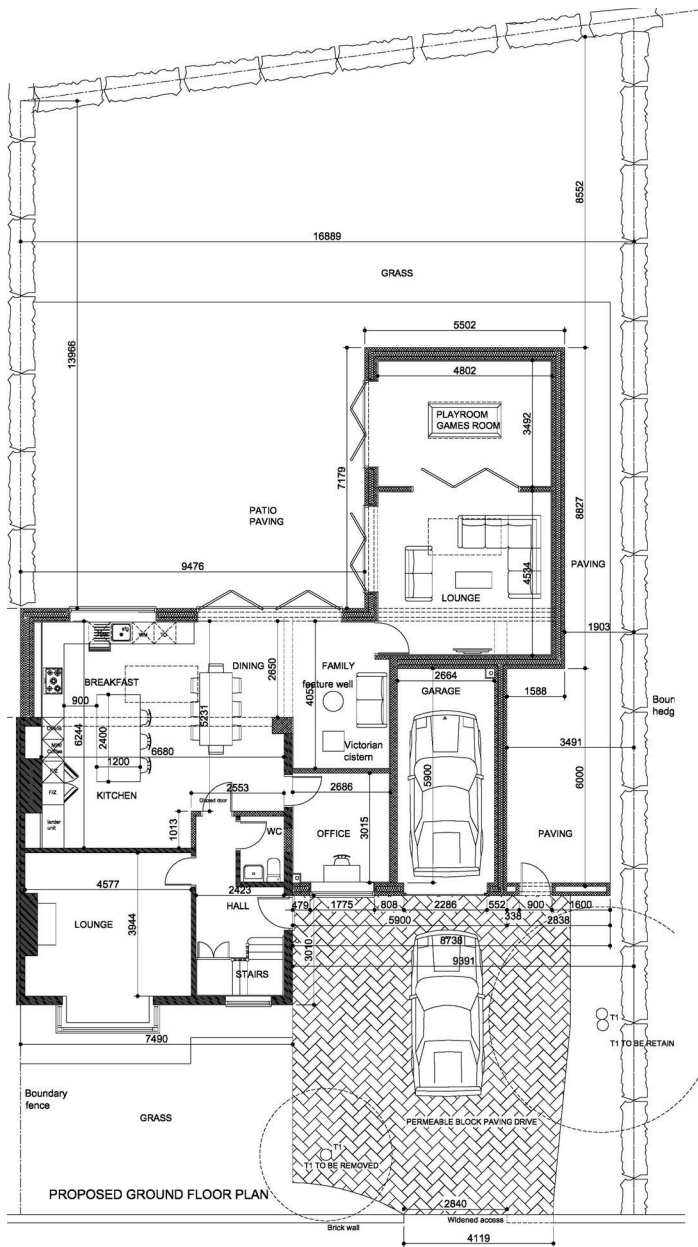 8552
16889
GRASS
13966
5502
4802
PLAYROOM
GAMES ROOM
3492
7179
8827
PATIO
PAVING
9476
4534
LOUNGE
PAVING
1903
BREAKFAST
DINING
2650
FAMILY
feature well
4053
2664
GARAGE
1588
900
6244
2400
5231
Victorian
cistern
Boun
hedg
3491
1200
6680
5900
6000
F/Z
F/Z
KITCHEN
2553
Glazed door
2686
larder
unit
1013
WC
OFFICE
3015
PAVING
4577
LOUNGE
3944
2423
HALL
479
1775
808
2286
552
338
900
1600
5900
2838
8738
3010
9391
STAIRS
7490
T1
T1 TO BE RETAIN
Boundary
fence
GRASS
PERMEABLE BLOCK PAVING DRIVE
T1
T1 TO BE REMOVED
PROPOSED GROUND FLOOR PLAN
2840
Brick wall
Widened access
4119